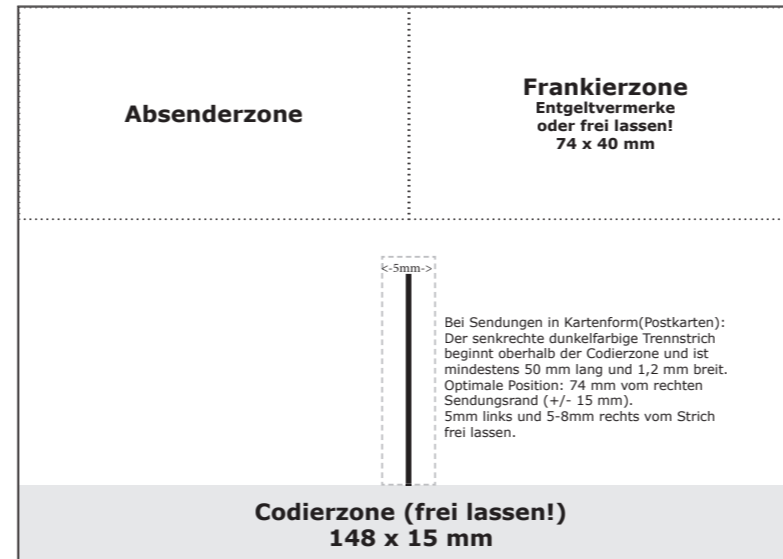 Absenderzone
Frankierzone
Entgeltvermerke
oder frei lassen!
74 x 40 mm
<-5mm->
Bei Sendungen in Kartenform(Postkarten):
Der senkrechte dunkelfarbige Trennstrich
beginnt oberhalb der Codierzone und ist
mindestens 50 mm lang und 1,2 mm breit.
Optimale Position: 74 mm vom rechten
Sendungsrand (+/- 15 mm).
5mm links und 5-8mm rechts vom Strich
frei lassen.
Codierzone (frei lassen!)
148 x 15 mm